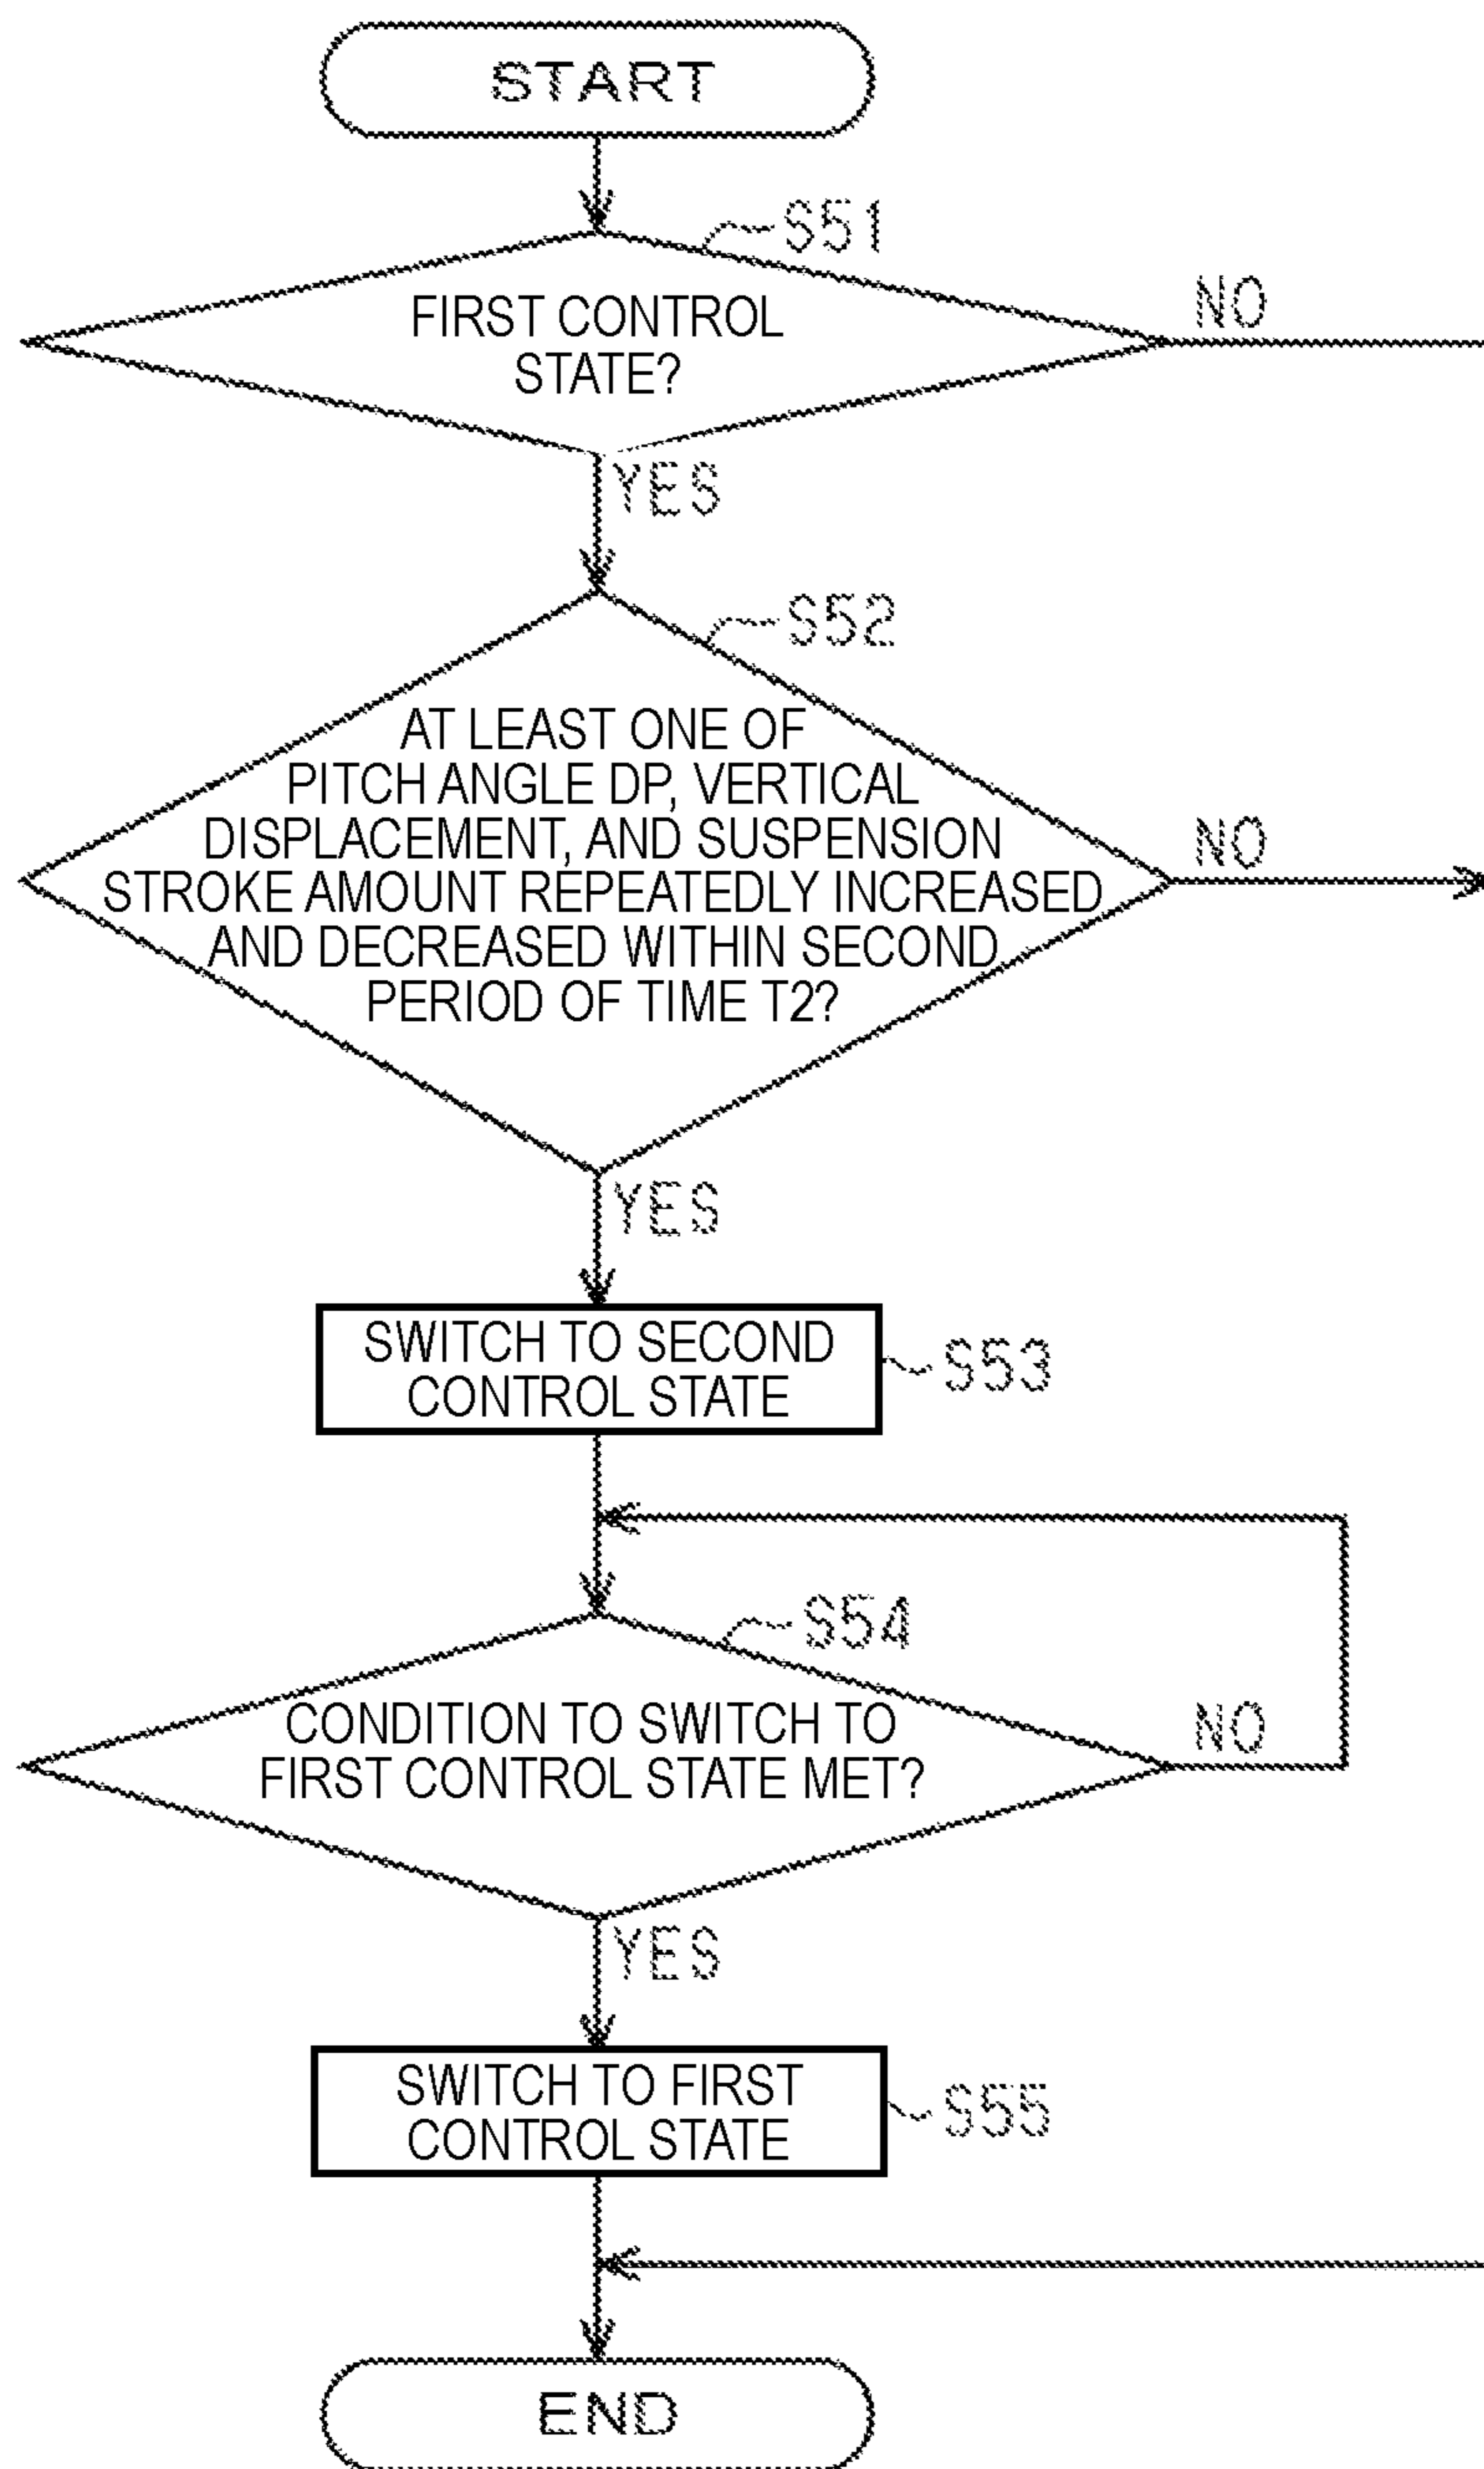 START
S51
FIRST CONTROL
STATE?
NO
YES
S52
AT LEAST ONE OF
PITCH ANGLE DP, VERTICAL
DISPLACEMENT, AND SUSPENSION
STROKE AMOUNT REPEATEDLY INCREASED
AND DECREASED WITHIN SECOND
PERIOD OF TIME T2?
NO
YES
SWITCH TO SECOND
CONTROL STATE
S53
S54
CONDITION TO SWITCH TO
FIRST CONTROL STATE MET?
NO
YES
SWITCH TO FIRST
CONTROL STATE
S55
END